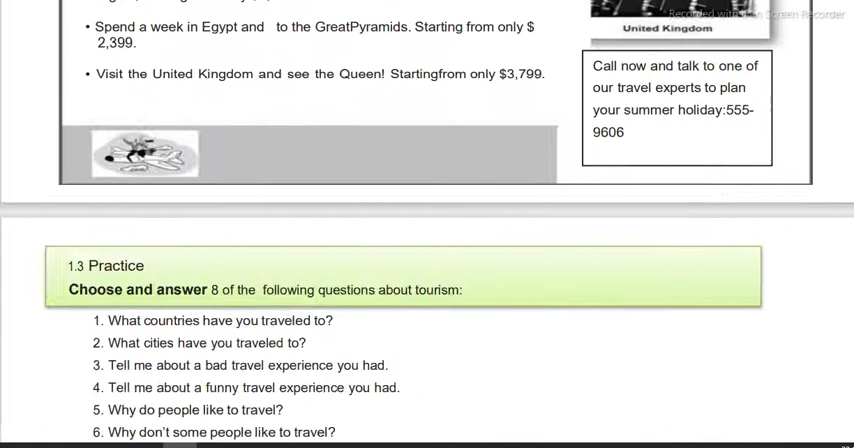 Recorded with Screen Recorder
United Kingdom
• Spend a week in Egypt and to the GreatPyramids. Starting from only $
2,399.
• Visit the United Kingdom and see the Queen! Startingfrom only $3,799.
Call now and talk to one of
our travel experts to plan
your summer holiday:555-
9606
1.3 Practice
Choose and answer 8 of the following questions about tourism:
1. What countries have you traveled to?
2. What cities have you traveled to?
3. Tell me about a bad travel experience you had.
4. Tell me about a funny travel experience you had.
5. Why do people like to travel?
6. Why don't some people like to travel?